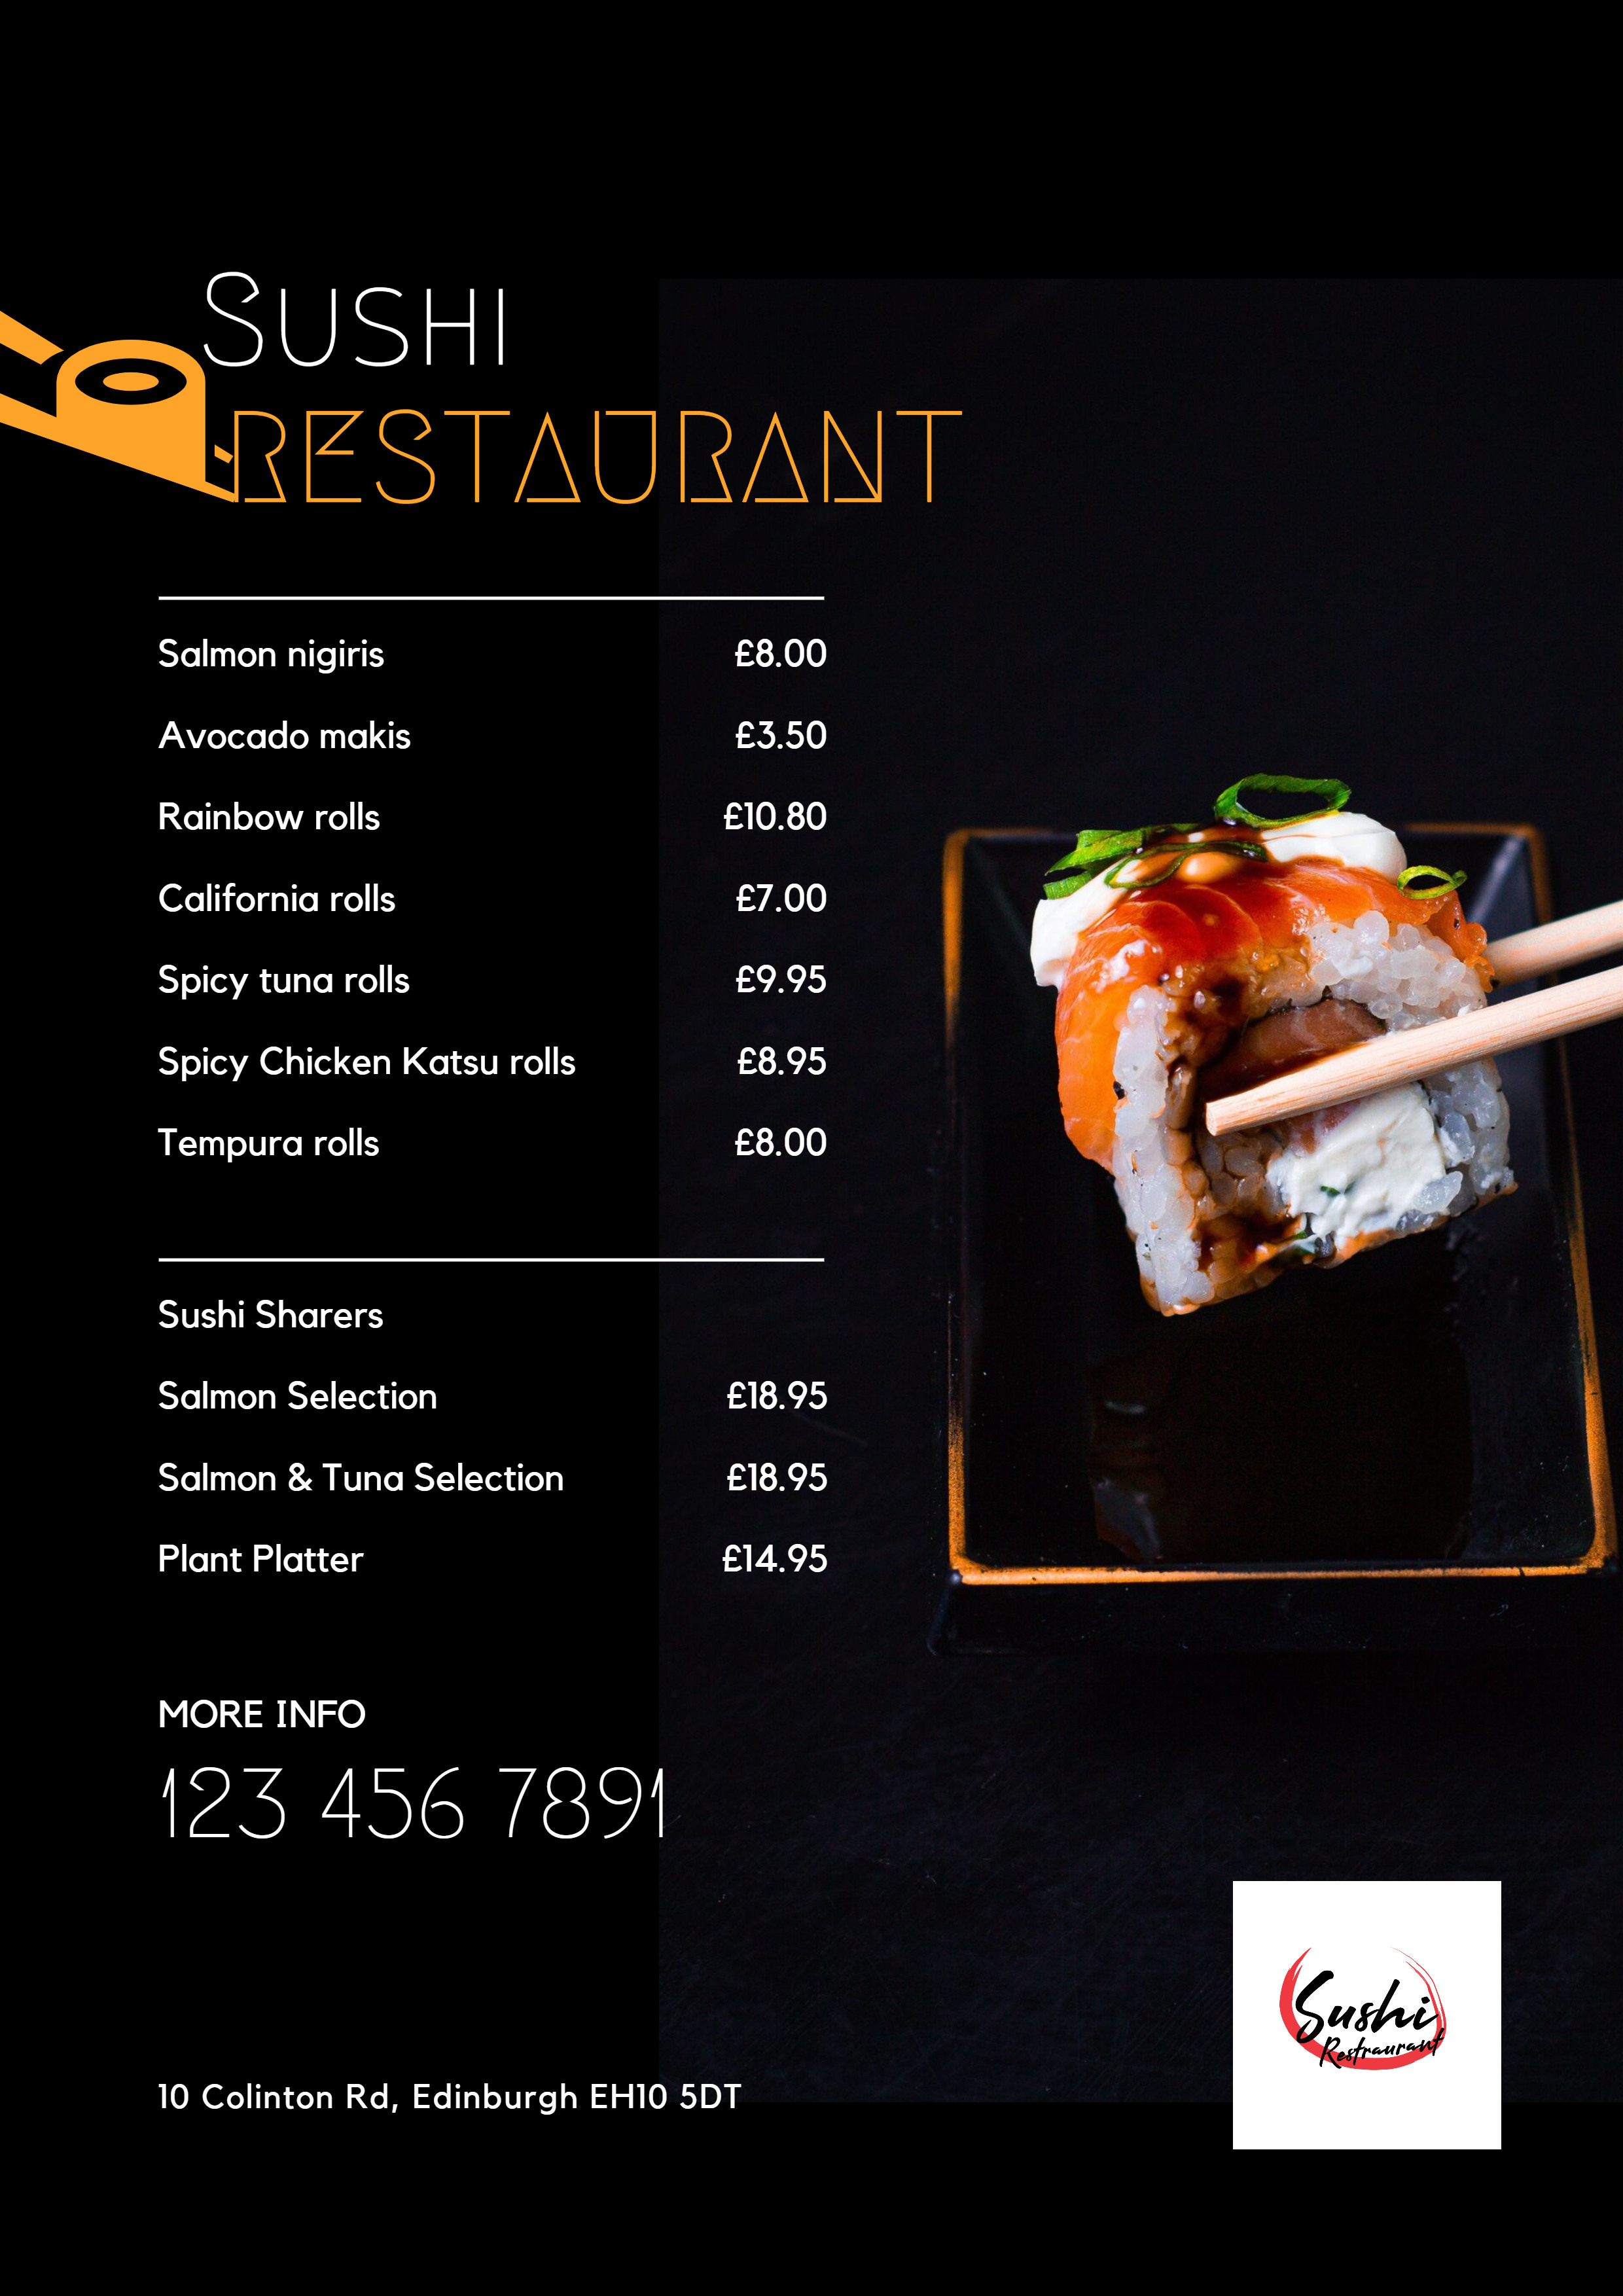 SUSHI
RESTAURANT
Salmon nigiris £8.00
Avocado makis £3.50
Rainbow rolls £10.80
California rolls £7.00
Spicy tuna rolls £9.95
Spicy Chicken Katsu rolls £8.95
Tempura rolls £8.00
Sushi Sharers
Salmon Selection £18.95
Salmon & Tuna Selection £18.95
Plant Platter £14.95
MORE INFO
123 456 7891
10 Colinton Rd, Edinburgh EH10 5DT
Sushi
Restraurant